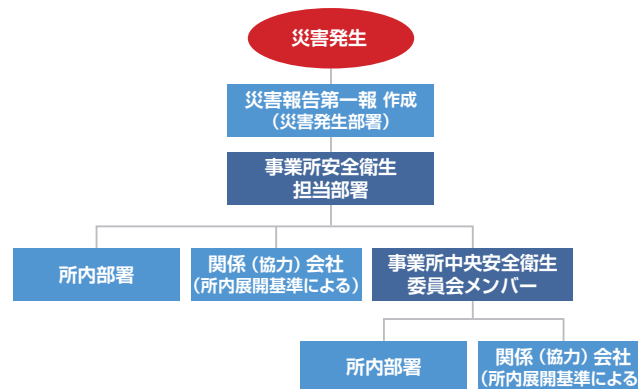 災害発生
災害報告第一報 作成
(災害発生部署)
事業所安全衛生
担当部署
所内部署
関係(協力)会社
(所内展開基準による)
事業所中央安全衛生
委員会メンバー
所内部署
関係(協力)会社
(所内展開基準による